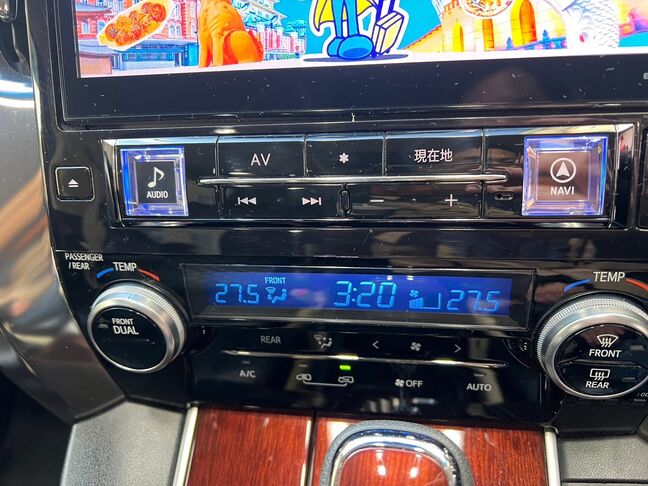 AV
*
現在地
AUDIO
NAVI
− +
PASSENGER
/REAR
TEMP
TEMP
FRONT
27.5
3:20
27.5
FRONT
DUAL
REAR
< >
FRONT
REAR
A/C
OFF
AUTO